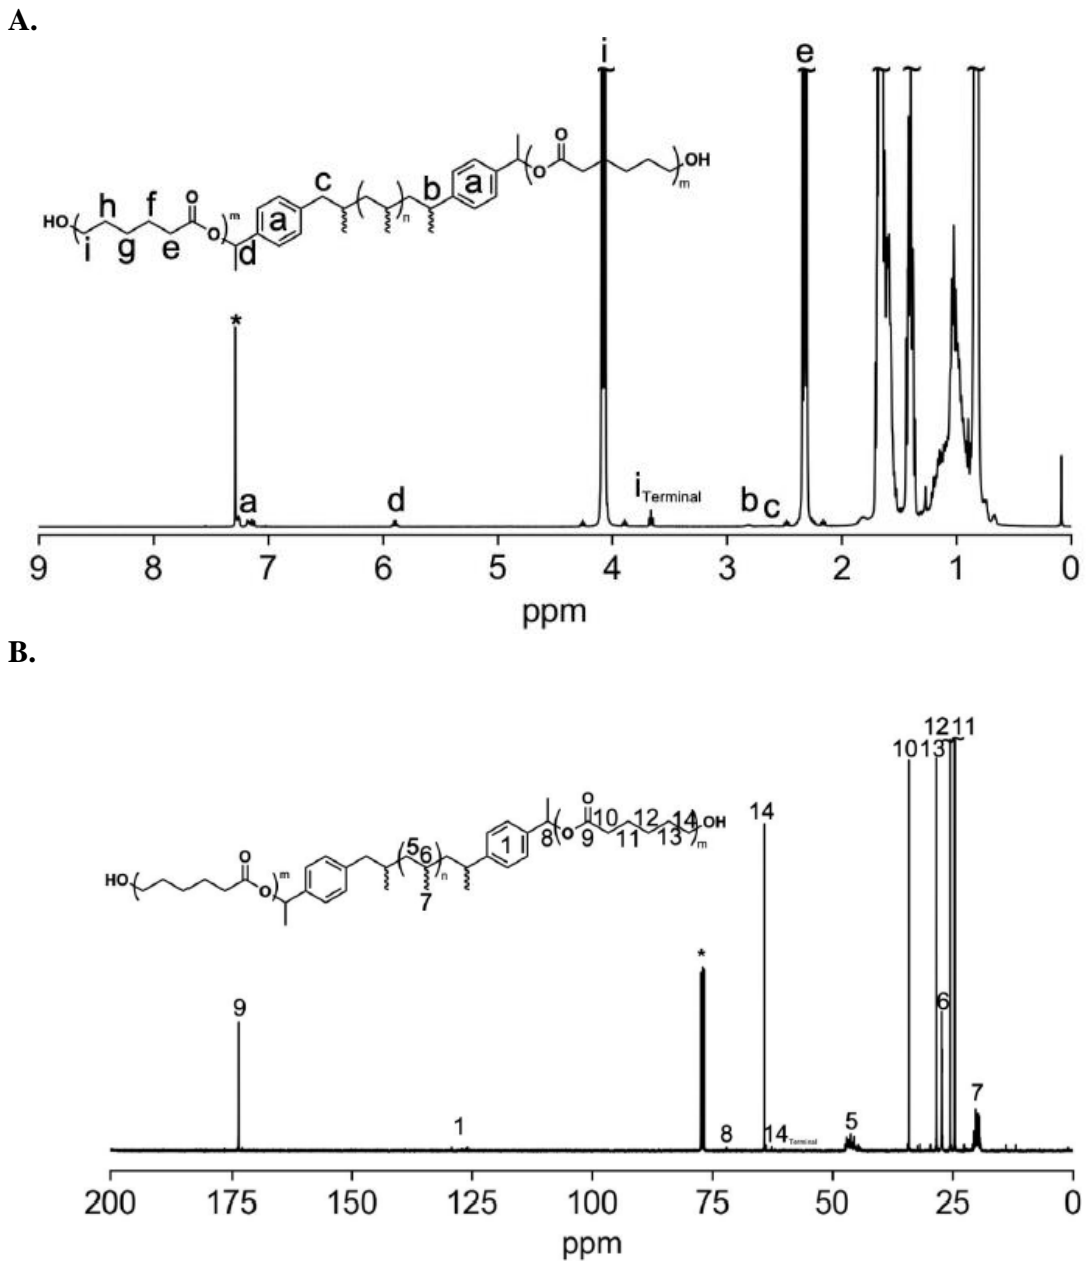 A.
i e
O
OH
m
c b a
h f O
HO m
a n
i g e O d
*
a d i Terminal b c
9 8 7 6 5 4 3 2 1 0
ppm
B.
12 11
10 13
14
O
10 12 14 OH
8 O 9 11 13 m
1
5 6 n
7
O
HO m
O
*
9 6
1 8 14 Terminal 5 7
200 175 150 125 100 75 50 25 0
ppm